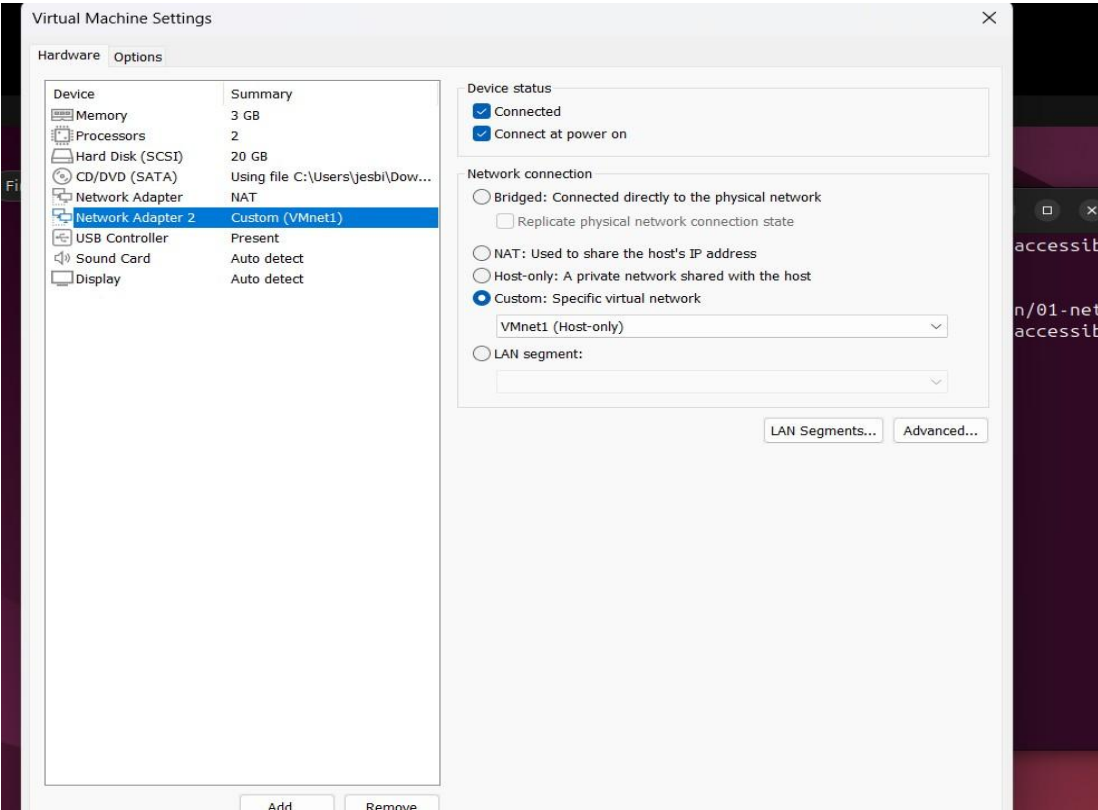 Virtual Machine Settings
Hardware Options
Device Summary
Memory 3 GB
Processors 2
Hard Disk (SCSI) 20 GB
CD/DVD (SATA) Using file C:\Users\jesbi\Dow...
Network Adapter NAT
Network Adapter 2 Custom (VMnet1)
USB Controller Present
Sound Card Auto detect
Display Auto detect
Device status
Connected
Connect at power on
Network connection
Bridged: Connected directly to the physical network
Replicate physical network connection state
NAT: Used to share the host's IP address
Host-only: A private network shared with the host
Custom: Specific virtual network
VMnet1 (Host-only)
LAN segment:
LAN Segments... Advanced...
Add... Remove
Fi
accessib
n/01-net
accessib